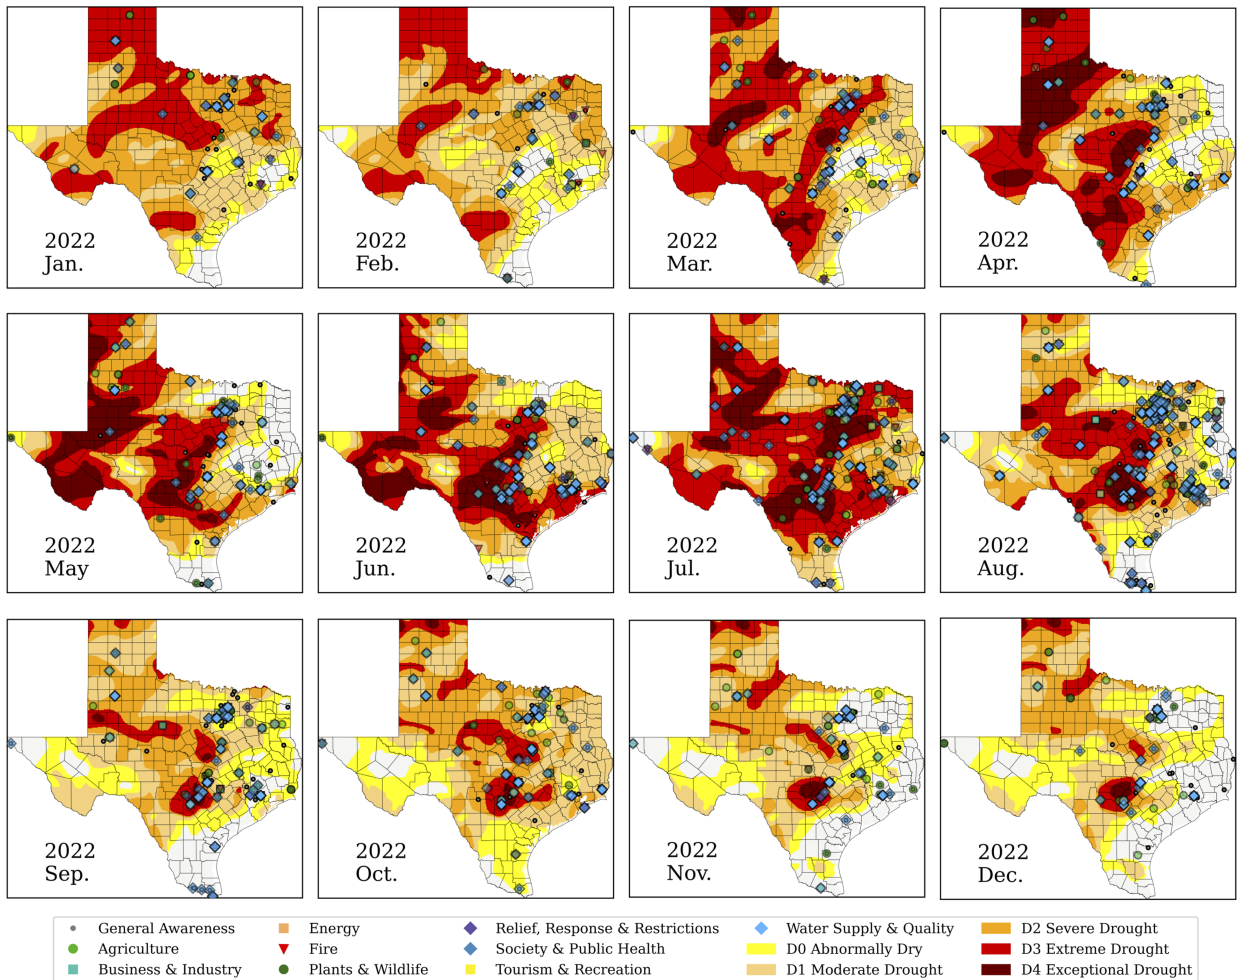 2022
Jan.
2022
Feb.
2022
Mar.
2022
Apr.
2022
May
2022
Jun.
2022
Jul.
2022
Aug.
2022
Sep.
2022
Oct.
2022
Nov.
2022
Dec.
General Awareness
Agriculture
Business & Industry
Energy
Fire
Plants & Wildlife
Relief, Response & Restrictions
Society & Public Health
Tourism & Recreation
Water Supply & Quality
D0 Abnormally Dry
D1 Moderate Drought
D2 Severe Drought
D3 Extreme Drought
D4 Exceptional Drought